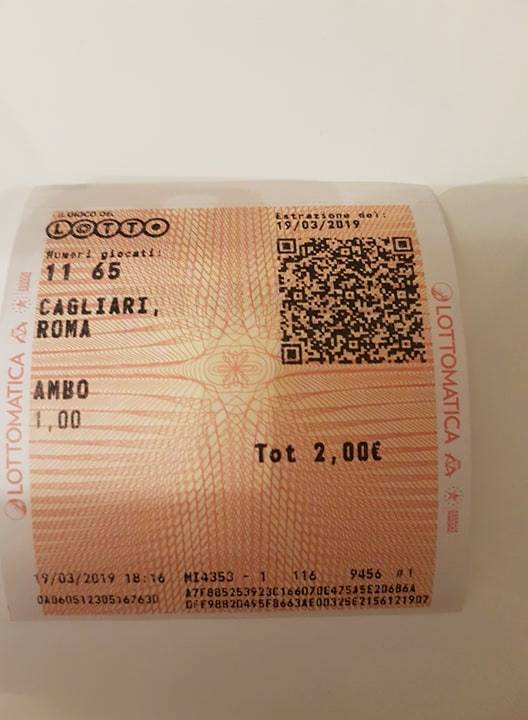 IL GIOCO DEL
LOTTO
Estrazione del:
19/03/2019
Numeri giocati:
11 65
CAGLIARI,
ROMA
AMBO
1,00
Tot 2,00€
19/03/2019 18:16 MI4353 - 1 116 9456 #1
LOTTOMATICA
LOTTOMATICA